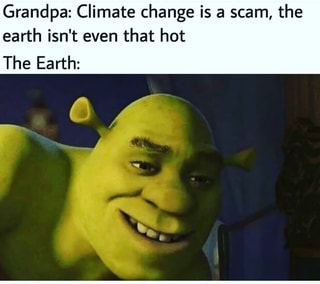 Grandpa: Climate change is a scam, the
earth isn't even that hot
The Earth: